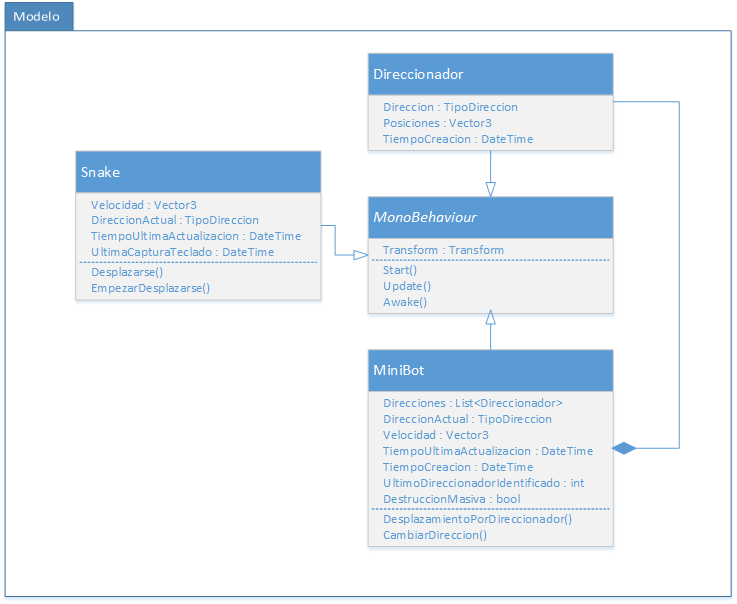 Modelo
Direccionador
Direccion : TipoDireccion
Posiciones : Vector3
TiempoCreacion : DateTime
Snake
Velocidad : Vector3
DireccionActual : TipoDireccion
TiempoUltimaActualizacion : DateTime
UltimaCapturaTeclado : DateTime
Desplazarse()
EmpezarDesplazarse()
MonoBehaviour
Transform : Transform
Start()
Update()
Awake()
MiniBot
Direcciones : List<Direccionador>
DireccionActual : TipoDireccion
Velocidad : Vector3
TiempoUltimaActualizacion : DateTime
TiempoCreacion : DateTime
UltimoDireccionadorIdentificado : int
DestruccionMasiva : bool
DesplazamientoPorDireccionador()
CambiarDireccion()